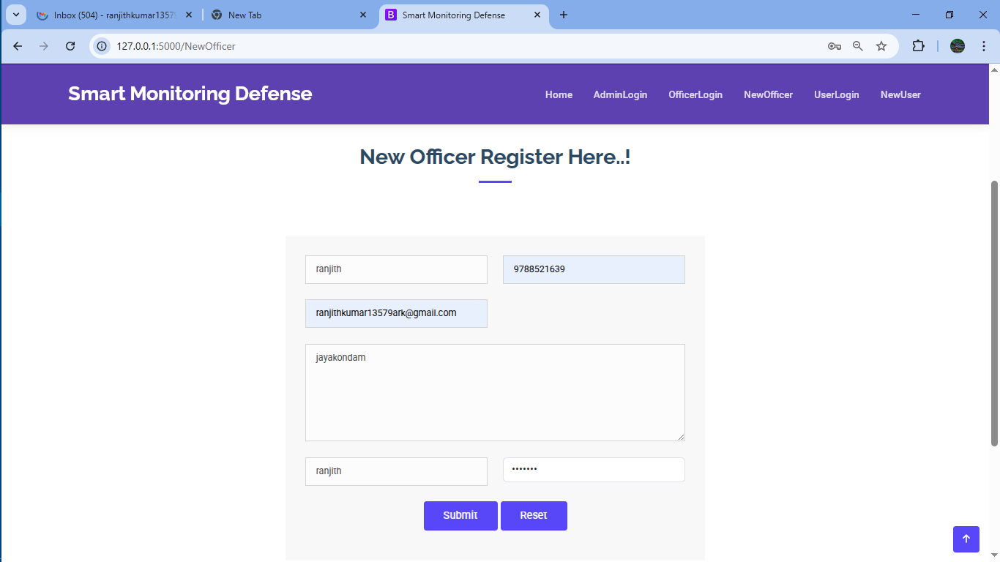 Inbox (504) - ranjithkumar1357
New Tab
Smart Monitoring Defense
127.0.0.1:5000/NewOfficer
Smart Monitoring Defense
Home AdminLogin OfficerLogin NewOfficer UserLogin NewUser
New Officer Register Here..!
ranjith 9788521639
ranjithkumar13579ark@gmail.com
jayakondam
ranjith •••••••
Submit Reset